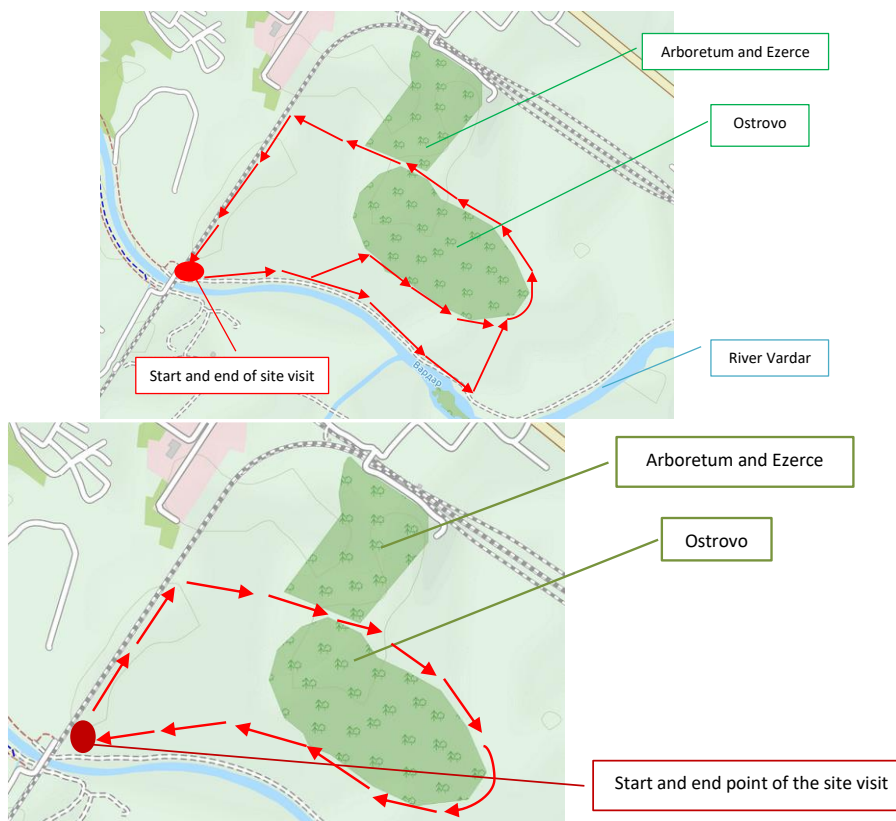 Arboretum and Ezerce
Ostrovo
River Vardar
Start and end of site visit
Вардар
Arboretum and Ezerce
Ostrovo
Start and end point of the site visit